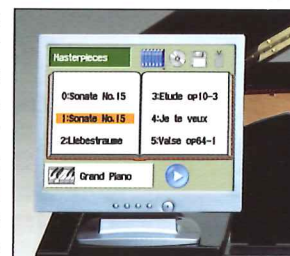 Masterpieces
0:Sonate No.15
1:Sonate No.15
2:Liebestraume
3:Etude op10-3
4:Je te veux
5:Valse op64-1
Grand Piano